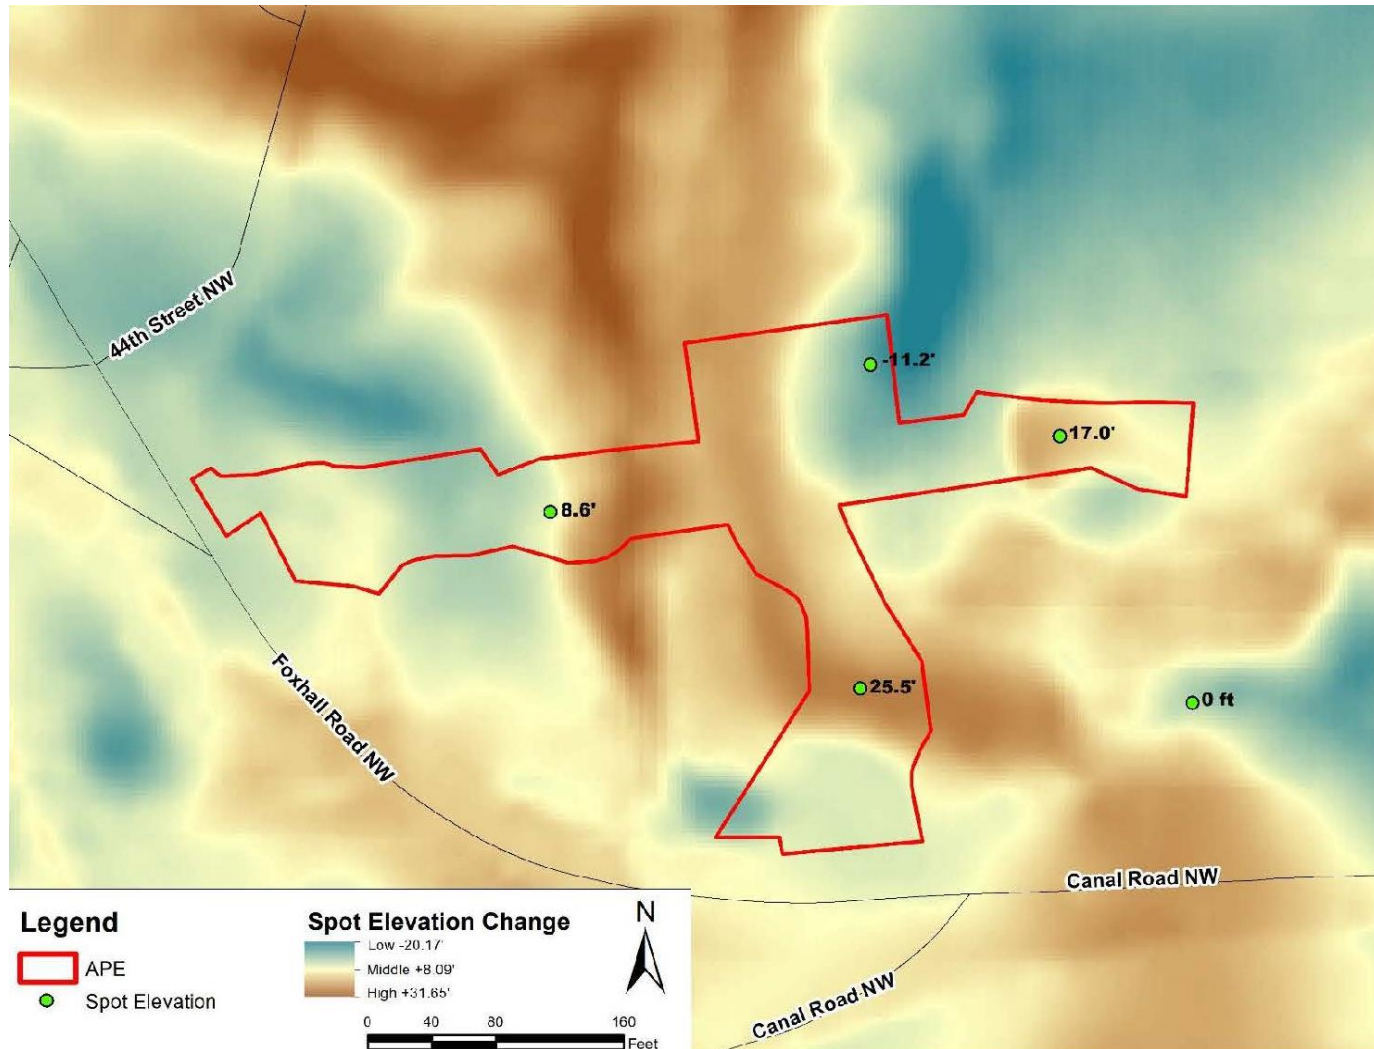 44th Street NW
-11.2'
17.0'
8.6'
25.5'
0 ft
Foxhall Road NW
Canal Road NW
Canal Road NW
Legend
APE
Spot Elevation
Spot Elevation Change
Low -20.17'
Middle +8.09'
High +31.65'
N
0 40 80 160
Feet